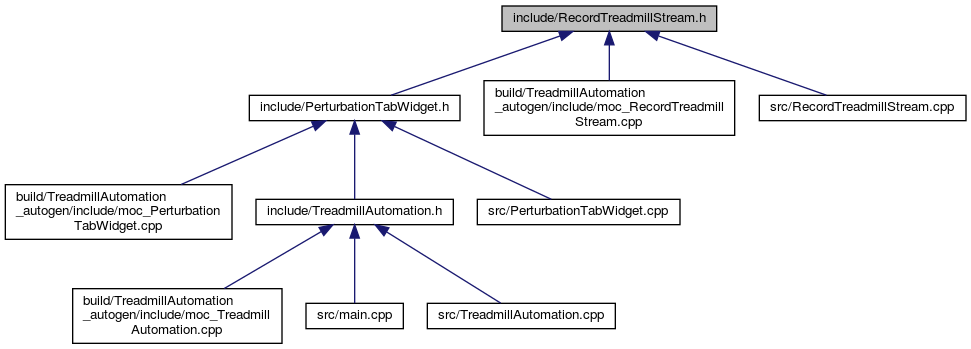 include/RecordTreadmillStream.h
include/PerturbationTabWidget.h
build/TreadmillAutomation
_autogen/include/moc_RecordTreadmill
Stream.cpp
src/RecordTreadmillStream.cpp
build/TreadmillAutomation
_autogen/include/moc_Perturbation
TabWidget.cpp
include/TreadmillAutomation.h
src/PerturbationTabWidget.cpp
build/TreadmillAutomation
_autogen/include/moc_Treadmill
Automation.cpp
src/main.cpp
src/TreadmillAutomation.cpp